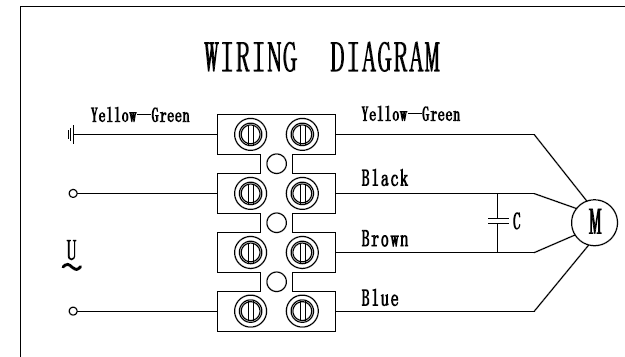 WIRING DIAGRAM
Yellow-Green Yellow-Green
Black
C M
U Brown
~
Blue